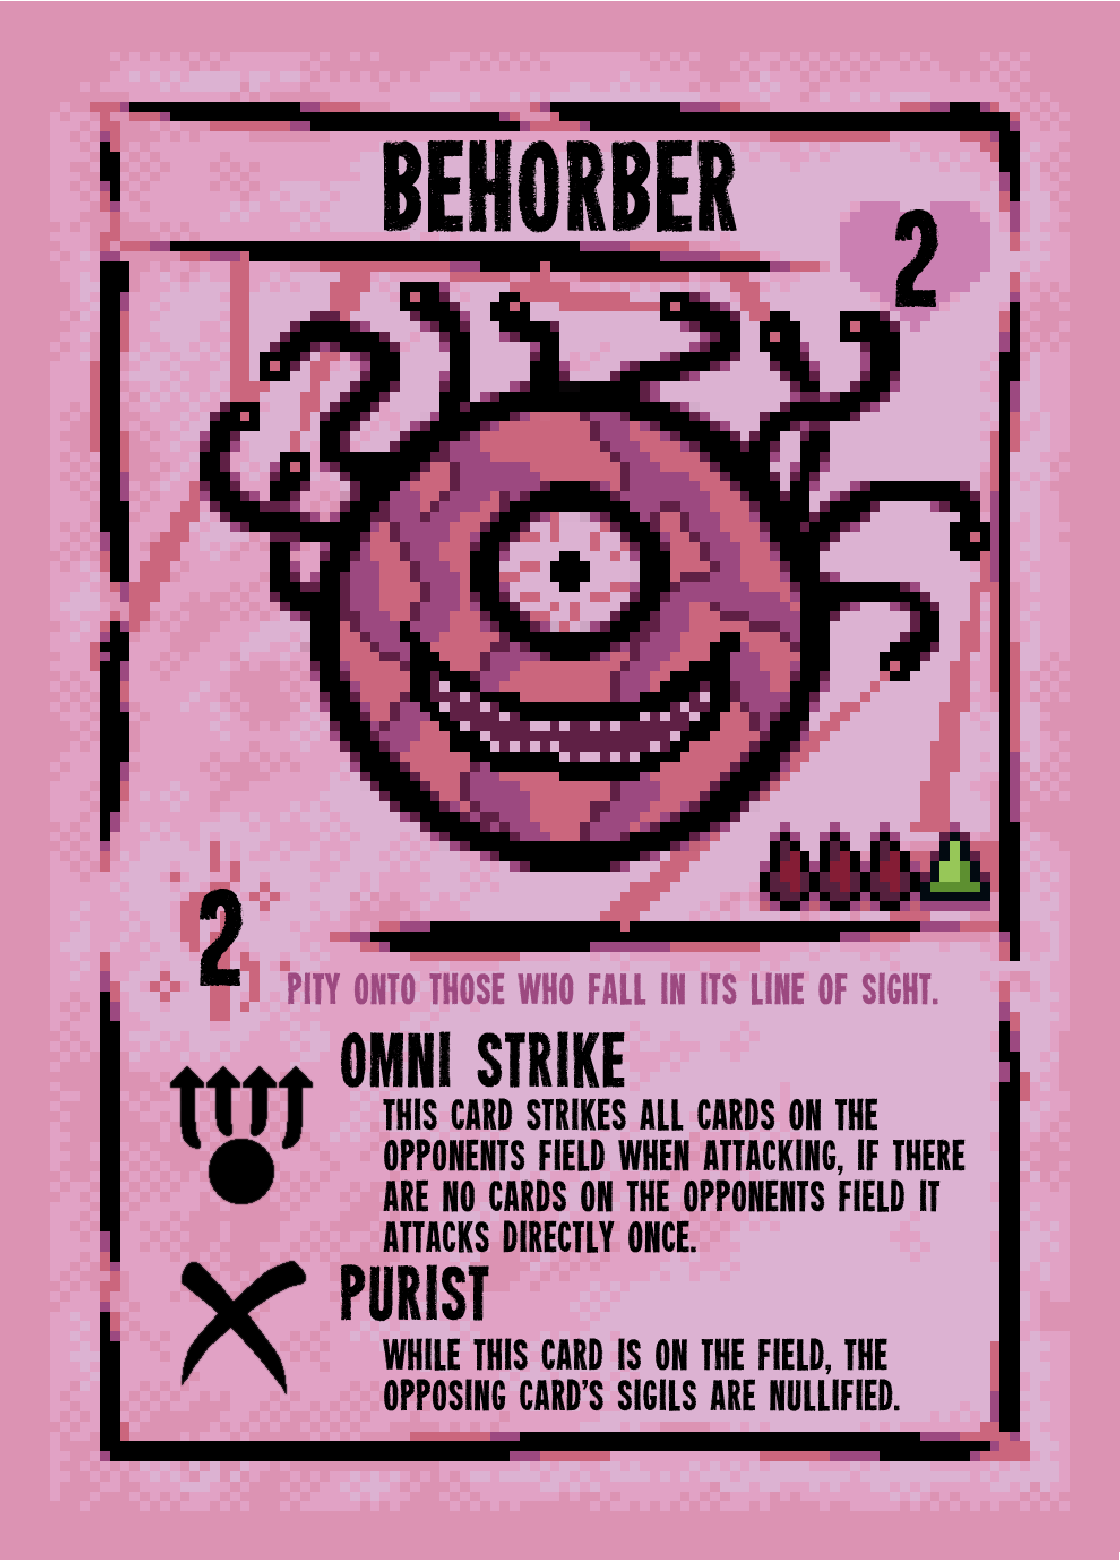 BEHORBER
2
2
PITY ONTO THOSE WHO FALL IN ITS LINE OF SIGHT.
OMNI STRIKE
THIS CARD STRIKES ALL CARDS ON THE
OPPONENTS FIELD WHEN ATTACKING, IF THERE
ARE NO CARDS ON THE OPPONENTS FIELD IT
ATTACKS DIRECTLY ONCE.
PURIST
WHILE THIS CARD IS ON THE FIELD, THE
OPPOSING CARD'S SIGILS ARE NULLIFIED.